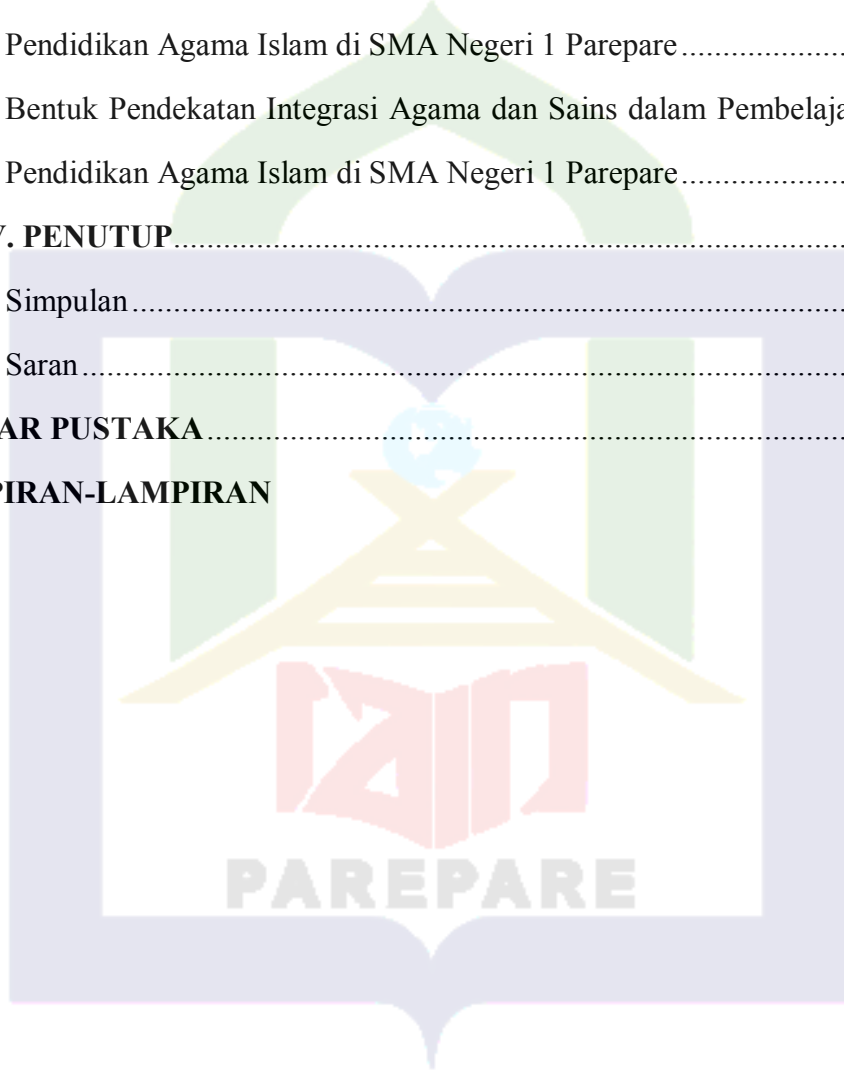 Pendidikan Agama Islam di SMA Negeri 1 Parepare....................
Bentuk Pendekatan Integrasi Agama dan Sains dalam Pembelaja
Pendidikan Agama Islam di SMA Negeri 1 Parepare....................
. PENUTUP....................................................................................
Simpulan..........................................................................................
Saran................................................................................................
AR PUSTAKA................................................................................
PIRAN-LAMPIRAN
iain
PAREPARE